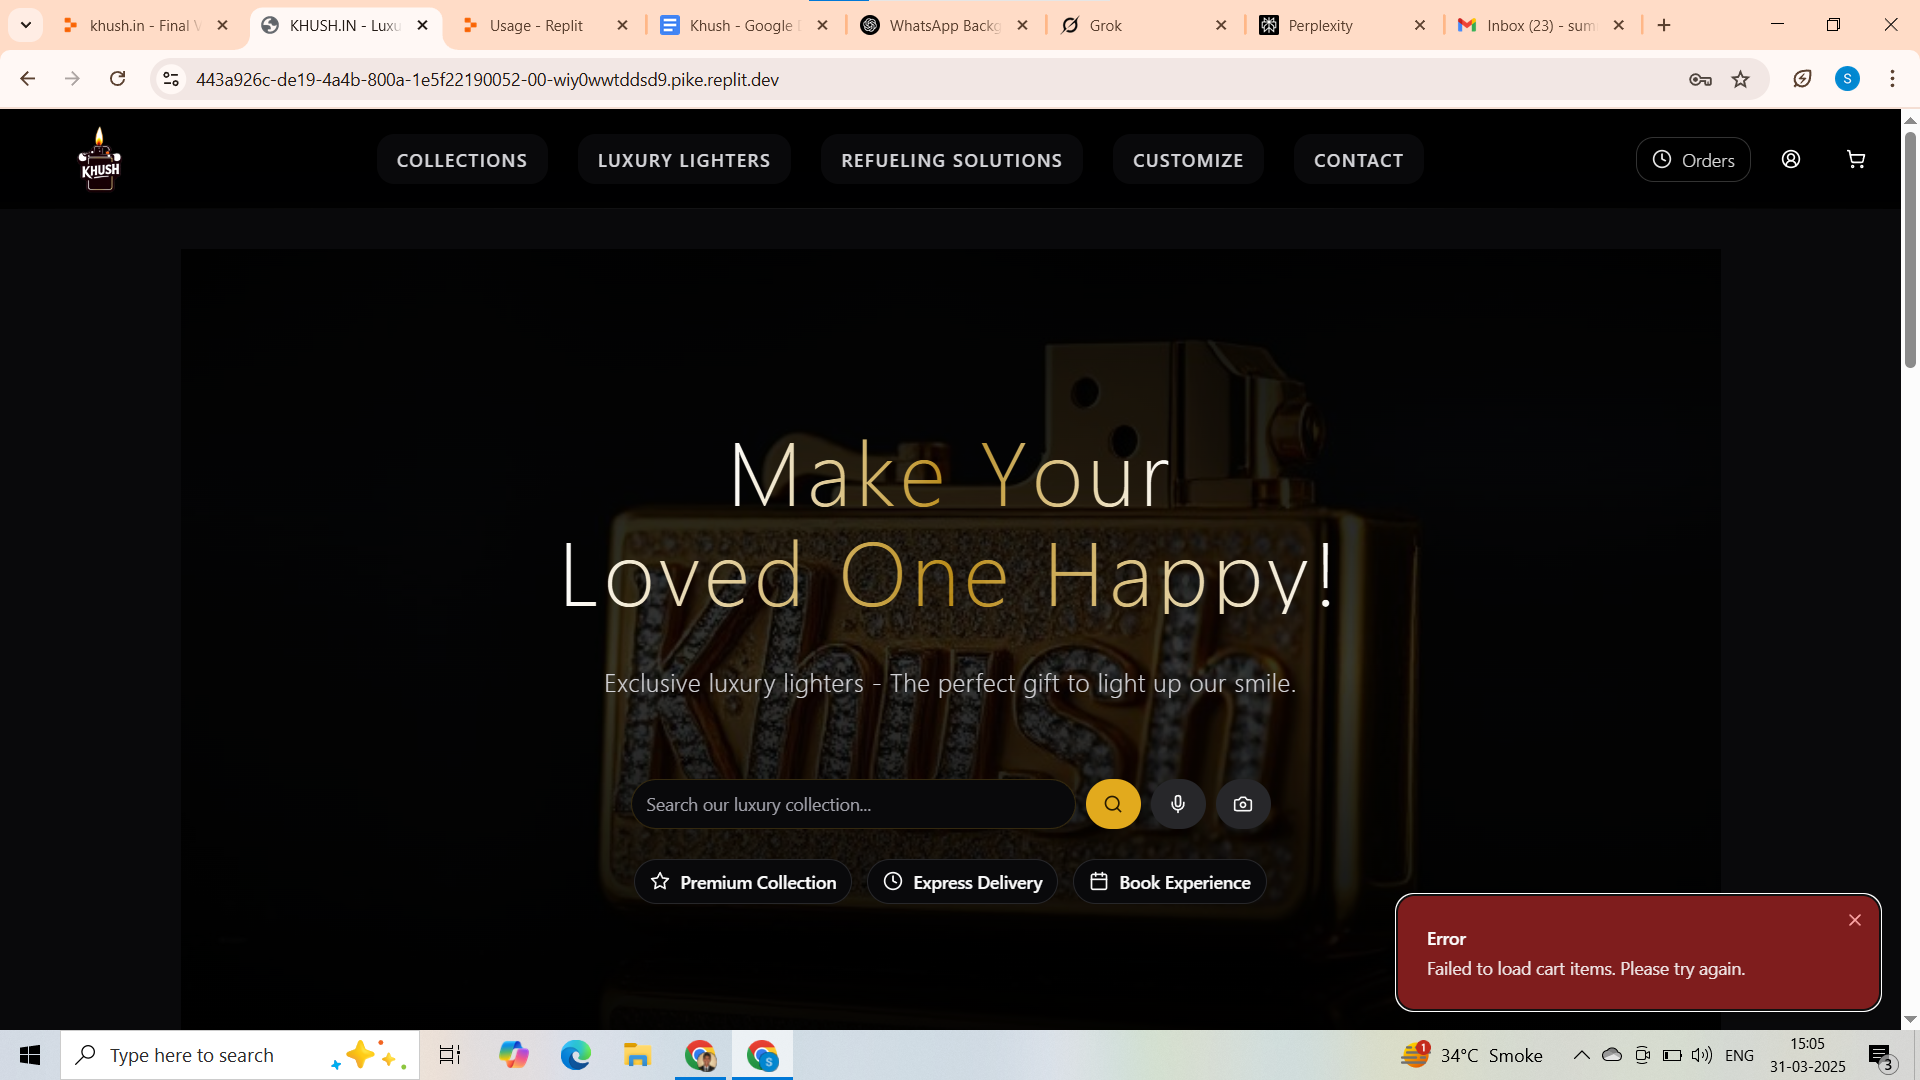 khush.in - Final V
KHUSH.IN - Luxu
Usage - Replit
Khush - Google D
WhatsApp Backg
Grok
Perplexity
Inbox (23) - sum
443a926c-de19-4a4b-800a-1e5f22190052-00-wiy0wwtddsd9.pike.replit.dev
S
KHUSH
COLLECTIONS
LUXURY LIGHTERS
REFUELING SOLUTIONS
CUSTOMIZE
CONTACT
Orders
Make Your
Loved One Happy!
Khush
Exclusive luxury lighters - The perfect gift to light up our smile.
Search our luxury collection...
Premium Collection
Express Delivery
Book Experience
Error
Failed to load cart items. Please try again.
Type here to search
S
1
34°C Smoke
ENG
15:05
31-03-2025
3